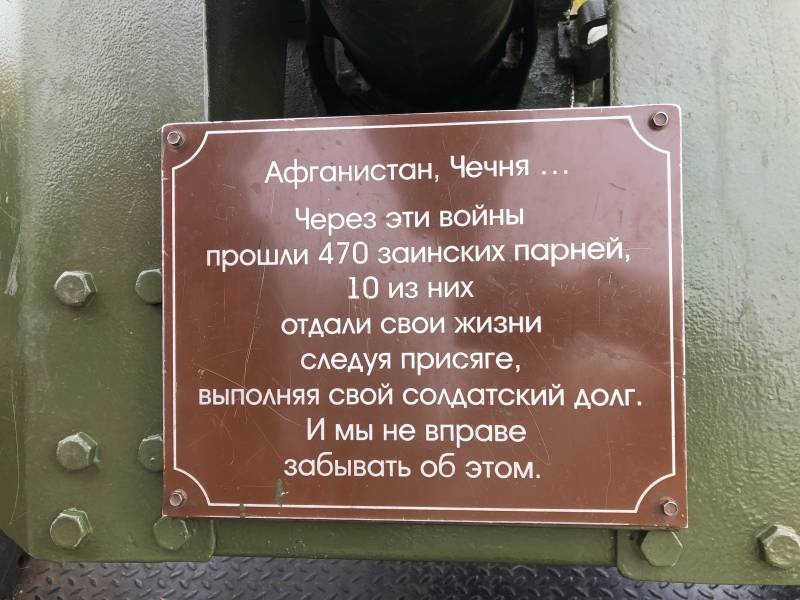 Афганистан, Чечня ...
Через эти войны
прошли 470 заинских парней,
10 из них
отдали свои жизни
следуя присяге,
выполняя свой солдатский долг.
И мы не вправе
забывать об этом.